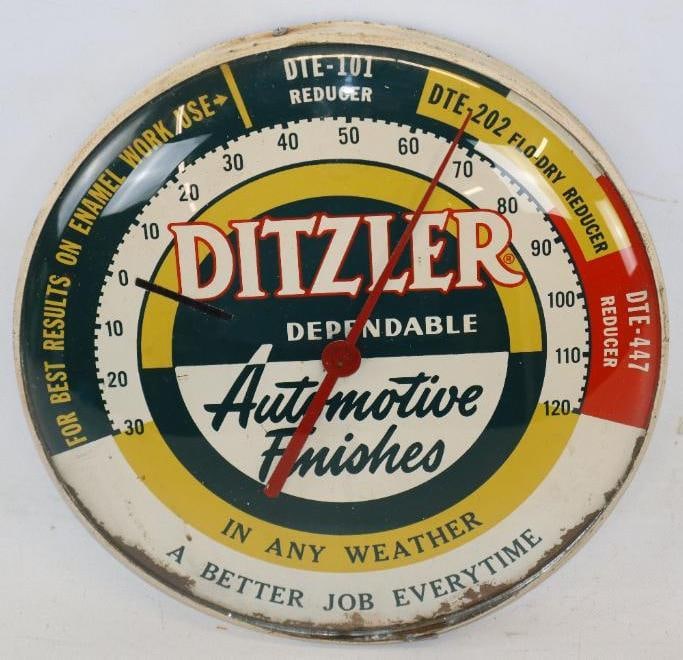 FOR BEST RESULTS ON ENAMEL WORK USE→
DTE-101
REDUCER
DTE-202 FLO-DRY REDUCER
DTE-447
REDUCER
30 20 10 0 10 20 30 40 50 60 70 80 90 100 110 120
DITZLER®
DEPENDABLE
Automotive
Finishes
IN ANY WEATHER
A BETTER JOB EVERYTIME